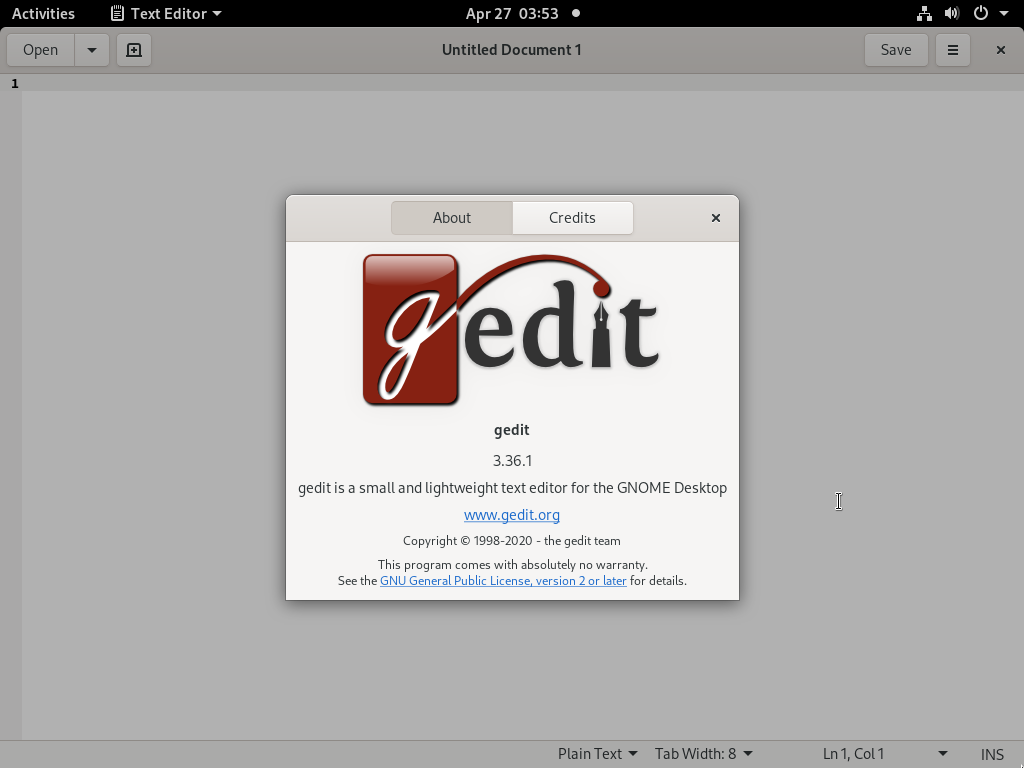 Activities Text Editor Apr 27 03:53
Open Untitled Document 1 Save
1
About Credits
gedit
gedit
3.36.1
gedit is a small and lightweight text editor for the GNOME Desktop
www.gedit.org
Copyright © 1998-2020 - the gedit team
This program comes with absolutely no warranty.
See the GNU General Public License, version 2 or later for details.
Plain Text Tab Width: 8 Ln 1, Col 1 INS